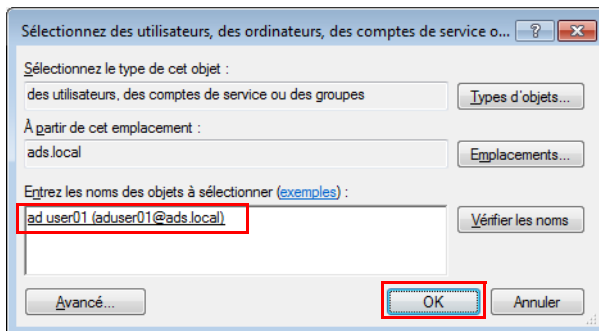 Sélectionnez des utilisateurs, des ordinateurs, des comptes de service o...
Sélectionnez le type de cet objet :
des utilisateurs, des comptes de service ou des groupes
Types d'objets...
À partir de cet emplacement :
ads.local
Emplacements...
Entrez les noms des objets à sélectionner (exemples) :
ad user01 (aduser01@ads.local)
Vérifier les noms
Avancé...
OK
Annuler